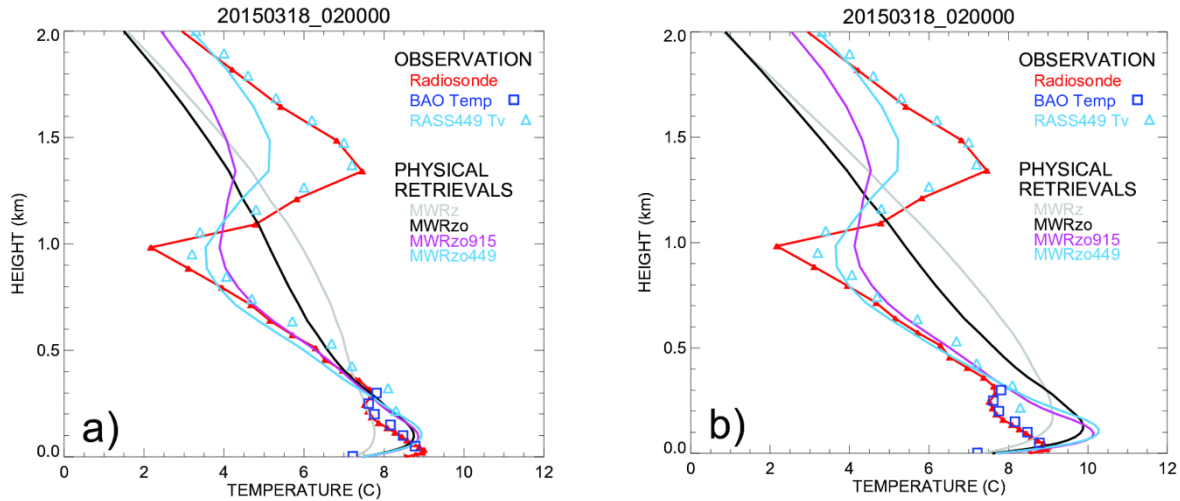 20150318_020000
2.0
1.5
1.0
0.5
0.0
HEIGHT (km)
OBSERVATION
Radiosonde
BAO Temp
RASS449 Tv
PHYSICAL
RETRIEVALS
MWRz
MWRzo
MWRzo915
MWRzo449
a)
0 2 4 6 8 10 12
TEMPERATURE (C)
20150318_020000
2.0
1.5
1.0
0.5
0.0
HEIGHT (km)
OBSERVATION
Radiosonde
BAO Temp
RASS449 Tv
PHYSICAL
RETRIEVALS
MWRz
MWRzo
MWRzo915
MWRzo449
b)
0 2 4 6 8 10 12
TEMPERATURE (C)